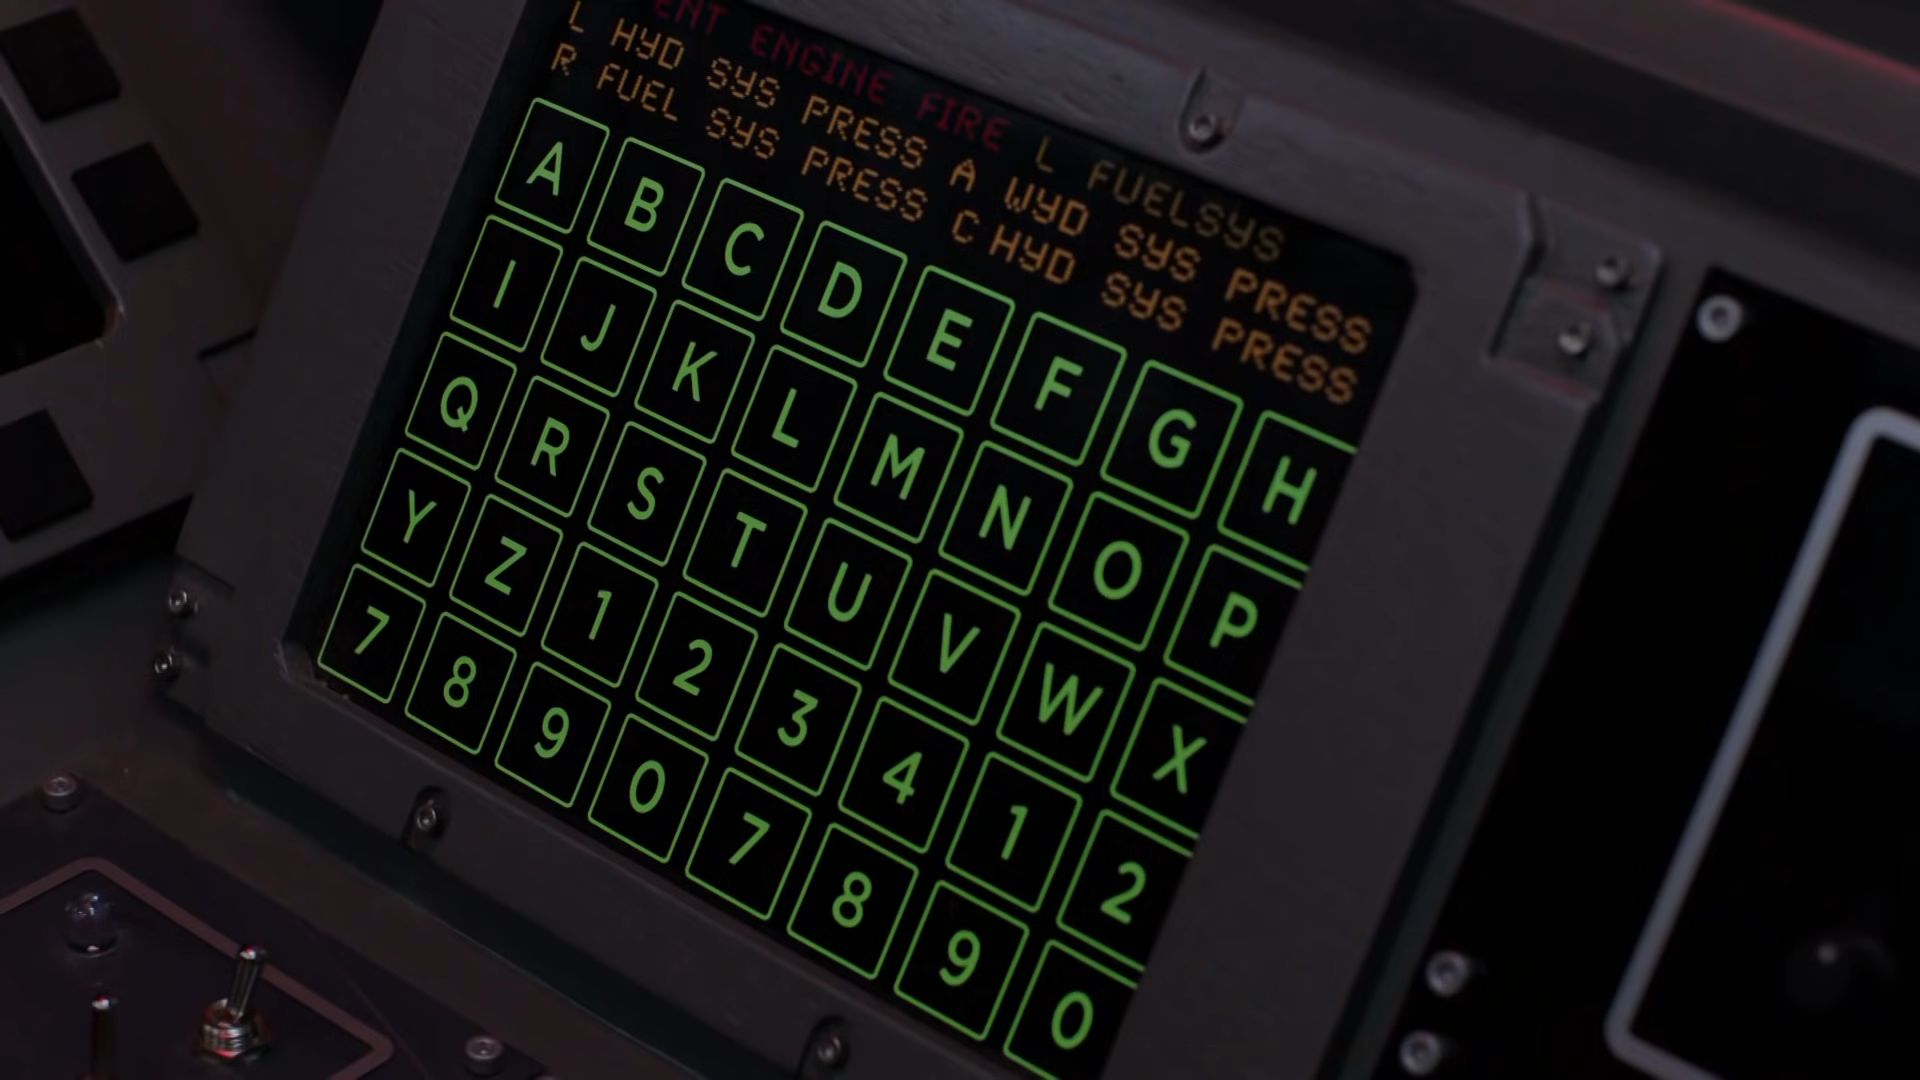 ENT ENGINE FIRE L FUELSYS
L HYD SYS PRESS A WYD SYS PRESS
R FUEL SYS PRESS C HYD SYS PRESS
A B C D E F G H
I J K L M N O P
Q R S T U V W X
Y Z 1 2 3 4 1 2
7 8 9 0 7 8 9 0